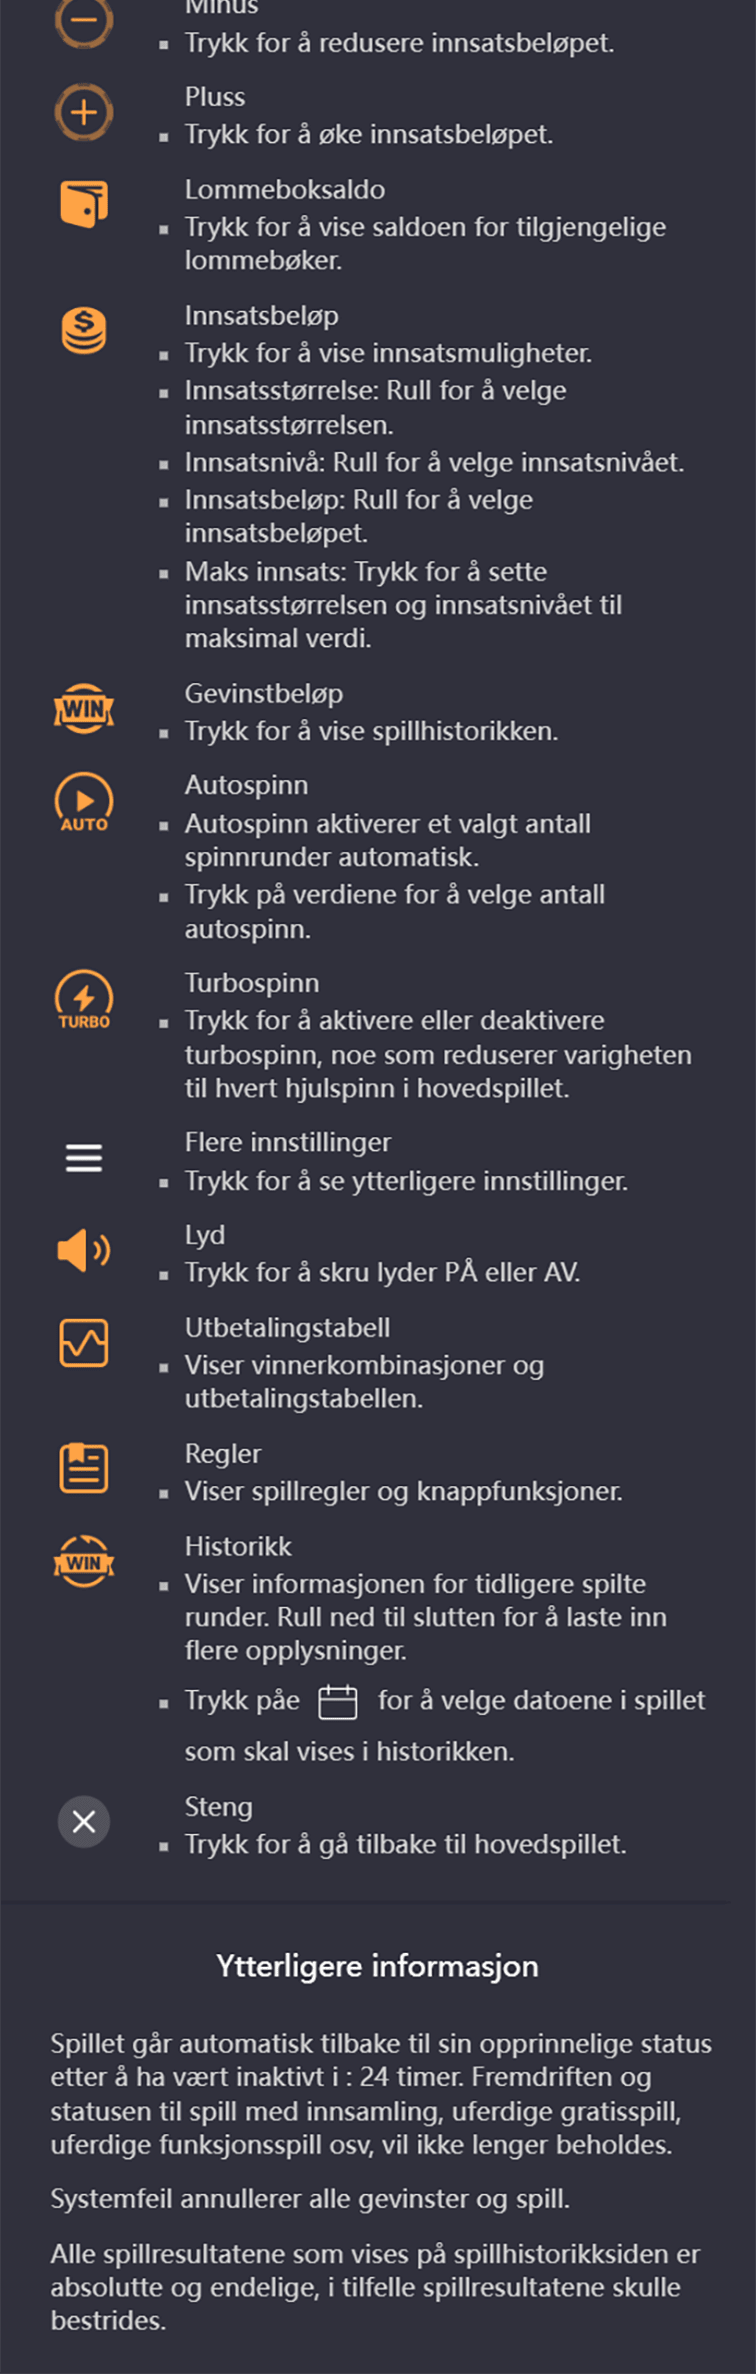 Minus
Trykk for å redusere innsatsbeløpet.
Pluss
Trykk for å øke innsatsbeløpet.
Lommeboksaldo
Trykk for å vise saldoen for tilgjengelige
lommebøker.
Innsatsbeløp
Trykk for å vise innsatsmuligheter.
Innsatsstørrelse: Rull for å velge
innsatsstørrelsen.
Innsatsnivå: Rull for å velge innsatsnivået.
Innsatsbeløp: Rull for å velge
innsatsbeløpet.
Maks innsats: Trykk for å sette
innsatsstørrelsen og innsatsnivået til
maksimal verdi.
WIN
Gevinstbeløp
Trykk for å vise spillhistorikken.
AUTO
Autospinn
Autospinn aktiverer et valgt antall
spinnrunder automatisk.
Trykk på verdiene for å velge antall
autospinn.
TURBO
Turbospinn
Trykk for å aktivere eller deaktivere
turbospinn, noe som reduserer varigheten
til hvert hjulspinn i hovedspillet.
Flere innstillinger
Trykk for å se ytterligere innstillinger.
Lyd
Trykk for å skru lyder PÅ eller AV.
Utbetalingstabell
Viser vinnerkombinasjoner og
utbetalingstabellen.
Regler
Viser spillregler og knappfunksjoner.
WIN
Historikk
Viser informasjonen for tidligere spilte
runder. Rull ned til slutten for å laste inn
flere opplysninger.
Trykk påe for å velge datoene i spillet
som skal vises i historikken.
Steng
Trykk for å gå tilbake til hovedspillet.
Ytterligere informasjon
Spillet går automatisk tilbake til sin opprinnelige status
etter å ha vært inaktivt i : 24 timer. Fremdriften og
statusen til spill med innsamling, uferdige gratisspill,
uferdige funksjonsspill osv, vil ikke lenger beholdes.
Systemfeil annullerer alle gevinster og spill.
Alle spillresultatene som vises på spillhistorikksiden er
absolutte og endelige, i tilfelle spillresultatene skulle
bestrides.